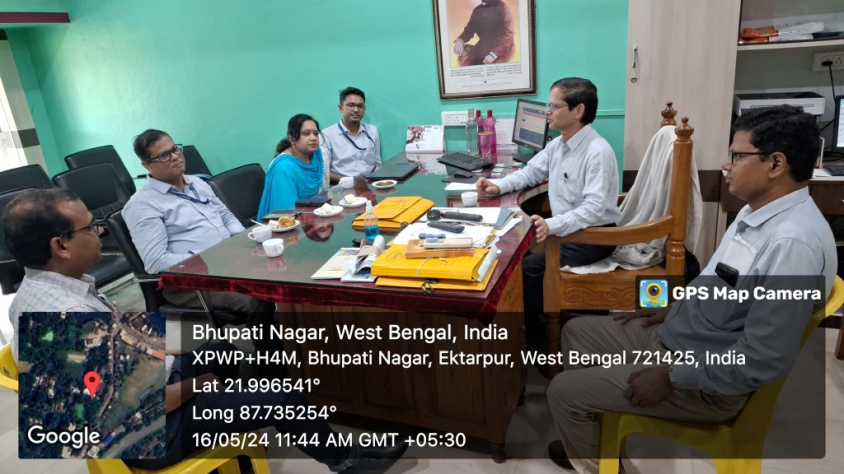 GPS Map Camera
Bhupati Nagar, West Bengal, India
XPWP+H4M, Bhupati Nagar, Ektarpur, West Bengal 721425, India
Lat 21.996541°
Long 87.735254°
16/05/24 11:44 AM GMT +05:30
Google